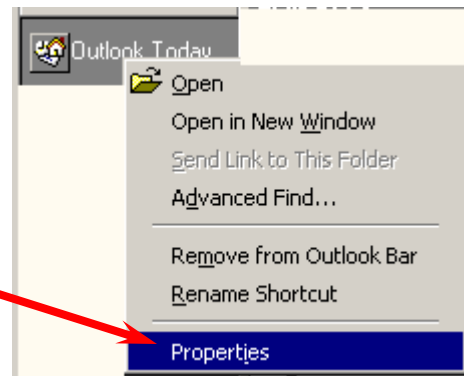 Outlook Today
Open
Open in New Window
Send Link to This Folder
Advanced Find...
Remove from Outlook Bar
Rename Shortcut
Properties